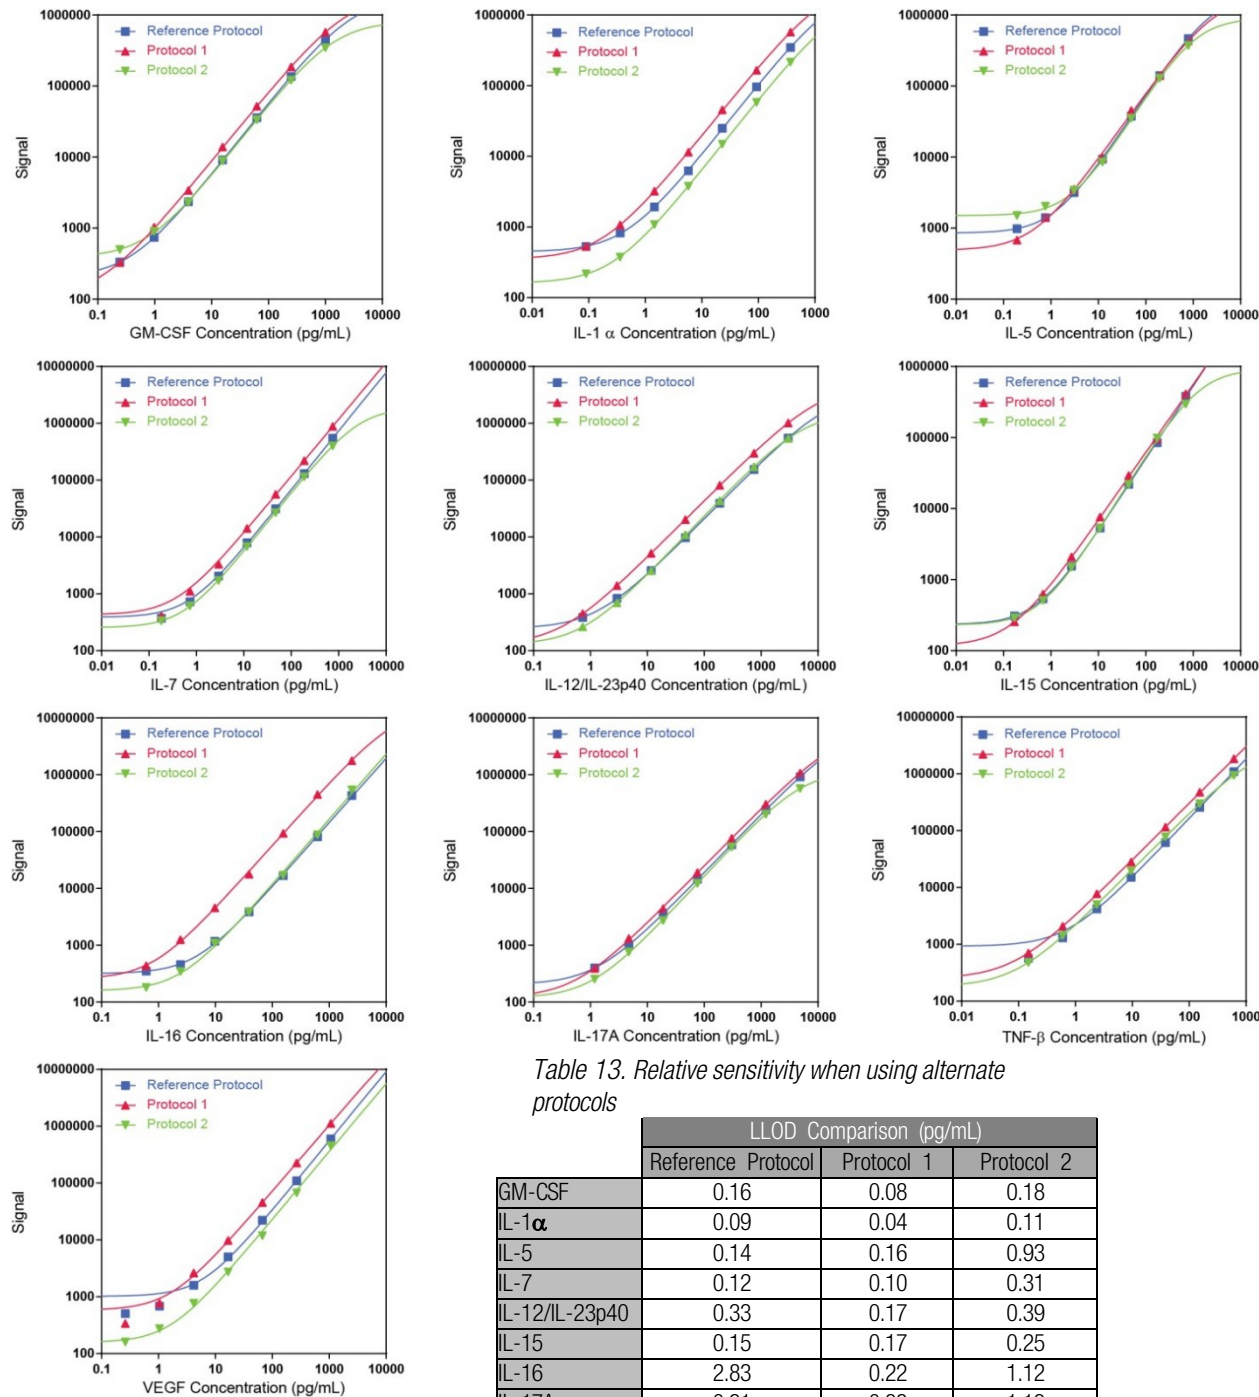 1000000
100000
10000
1000
100
Signal
Reference Protocol
Protocol 1
Protocol 2
0.1 1 10 100 1000 10000
GM-CSF Concentration (pg/mL)
1000000
100000
10000
1000
100
Signal
Reference Protocol
Protocol 1
Protocol 2
0.01 0.1 1 10 100 1000
IL-1 α Concentration (pg/mL)
1000000
100000
10000
1000
100
Signal
Reference Protocol
Protocol 1
Protocol 2
0.01 0.1 1 10 100 1000 10000
IL-5 Concentration (pg/mL)
10000000
1000000
100000
10000
1000
100
Signal
Reference Protocol
Protocol 1
Protocol 2
0.01 0.1 1 10 100 1000 10000
IL-7 Concentration (pg/mL)
10000000
1000000
100000
10000
1000
100
Signal
Reference Protocol
Protocol 1
Protocol 2
0.1 1 10 100 1000 10000
IL-12/IL-23p40 Concentration (pg/mL)
1000000
100000
10000
1000
100
Signal
Reference Protocol
Protocol 1
Protocol 2
0.01 0.1 1 10 100 1000 10000
IL-15 Concentration (pg/mL)
10000000
1000000
100000
10000
1000
100
Signal
Reference Protocol
Protocol 1
Protocol 2
0.1 1 10 100 1000 10000
IL-16 Concentration (pg/mL)
10000000
1000000
100000
10000
1000
100
Signal
Reference Protocol
Protocol 1
Protocol 2
0.1 1 10 100 1000 10000
IL-17A Concentration (pg/mL)
10000000
1000000
100000
10000
1000
100
Signal
Reference Protocol
Protocol 1
Protocol 2
0.01 0.1 1 10 100 1000
TNF-β Concentration (pg/mL)
10000000
1000000
100000
10000
1000
100
Signal
Reference Protocol
Protocol 1
Protocol 2
0.1 1 10 100 1000 10000
VEGF Concentration (pg/mL)
Table 13. Relative sensitivity when using alternate
protocols
LLOD Comparison (pg/mL)
Reference Protocol Protocol 1 Protocol 2
GM-CSF 0.16 0.08 0.18
IL-1α 0.09 0.04 0.11
IL-5 0.14 0.16 0.93
IL-7 0.12 0.10 0.31
IL-12/IL-23p40 0.33 0.17 0.39
IL-15 0.15 0.17 0.25
IL-16 2.83 0.22 1.12